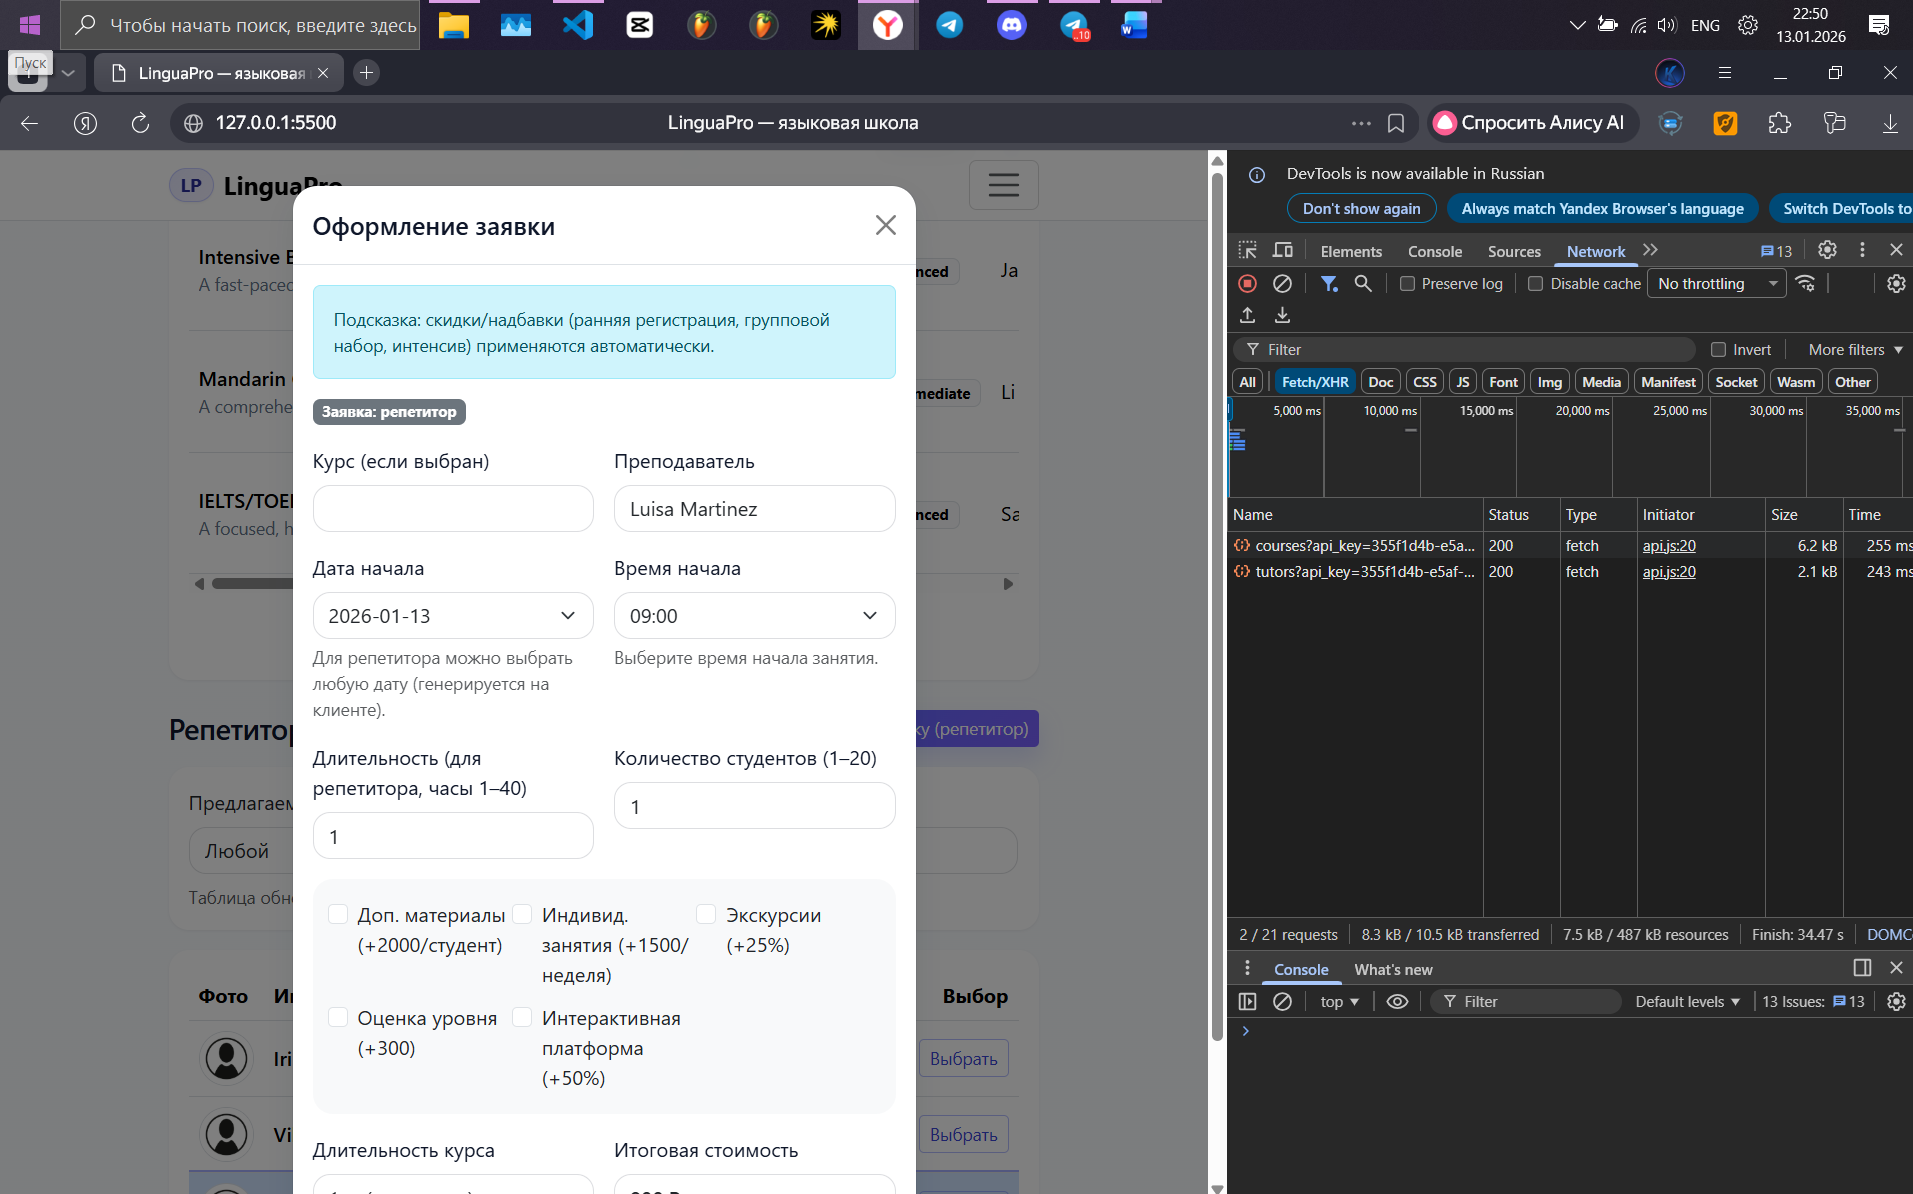 Чтобы начать поиск, введите здесь
..10
ENG
22:50
13.01.2026
Пуск
LinguaPro — языковая
127.0.0.1:5500
LinguaPro — языковая школа
Спросить Алису AI
LP
LinguaPro
Intensive E
A fast-paced
nced
Ja
Mandarin
A comprehe
mediate
Li
IELTS/TOE
A focused, h
nced
Sa
Репетитор
ку (репетитор)
Предлагаем
Любой
Таблица обно
Фото
Выбор
Iri
Выбрать
Vi
Выбрать
Оформление заявки
Подсказка: скидки/надбавки (ранняя регистрация, групповой
набор, интенсив) применяются автоматически.
Заявка: репетитор
Курс (если выбран)
Преподаватель
Luisa Martinez
Дата начала
Время начала
2026-01-13
09:00
Для репетитора можно выбрать
любую дату (генерируется на
клиенте).
Выберите время начала занятия.
Длительность (для
репетитора, часы 1–40)
Количество студентов (1–20)
1
1
Доп. материалы
(+2000/студент)
Индивид.
занятия (+1500/
неделя)
Экскурсии
(+25%)
Оценка уровня
(+300)
Интерактивная
платформа
(+50%)
Длительность курса
Итоговая стоимость
DevTools is now available in Russian
Don't show again
Always match Yandex Browser's language
Switch DevTools to
Elements
Console
Sources
Network
13
Preserve log
Disable cache
No throttling
Filter
Invert
More filters
All
Fetch/XHR
Doc
CSS
JS
Font
Img
Media
Manifest
Socket
Wasm
Other
5,000 ms
10,000 ms
15,000 ms
20,000 ms
25,000 ms
30,000 ms
35,000 ms
Name
Status
Type
Initiator
Size
Time
courses?api_key=355f1d4b-e5a...
200
fetch
api.js:20
6.2 kB
255 ms
tutors?api_key=355f1d4b-e5af-...
200
fetch
api.js:20
2.1 kB
243 ms
2 / 21 requests
8.3 kB / 10.5 kB transferred
7.5 kB / 487 kB resources
Finish: 34.47 s
DOMC
Console
What's new
top
Filter
Default levels
13 Issues:
13